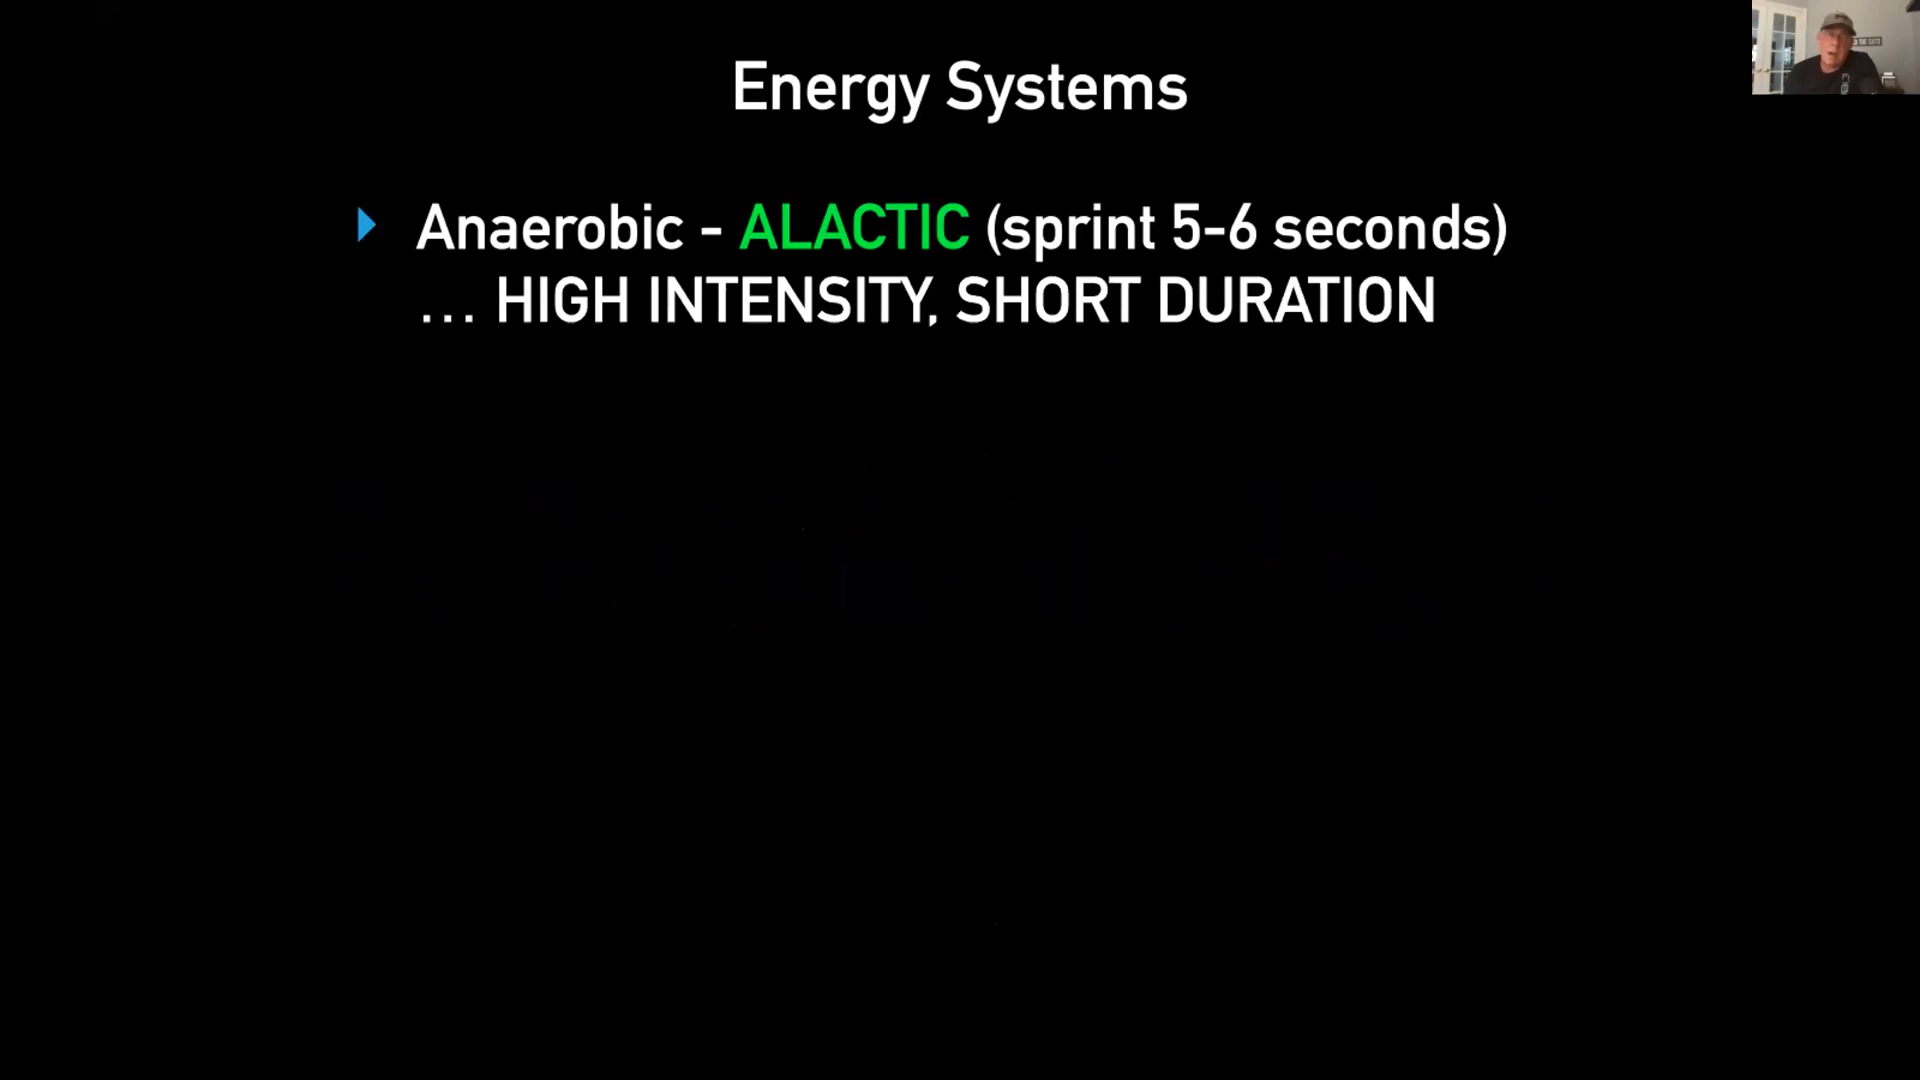 Energy Systems
Anaerobic - ALACTIC (sprint 5-6 seconds)
... HIGH INTENSITY, SHORT DURATION